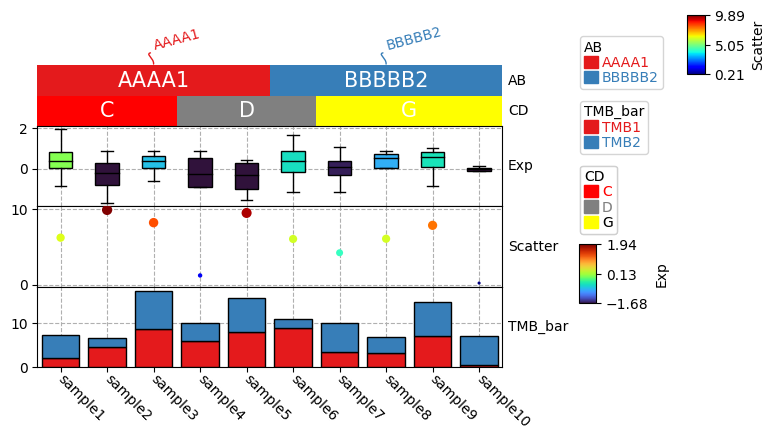 AAAA1
BBBBB2
AAAA1
BBBBB2
AB
C
D
G
CD
2
0
Exp
10
0
Scatter
10
0
TMB_bar
sample1
sample2
sample3
sample4
sample5
sample6
sample7
sample8
sample9
sample10
AB
AAAA1
BBBBB2
TMB_bar
TMB1
TMB2
CD
C
D
G
1.94
0.13
−1.68
Exp
9.89
5.05
0.21
Scatter